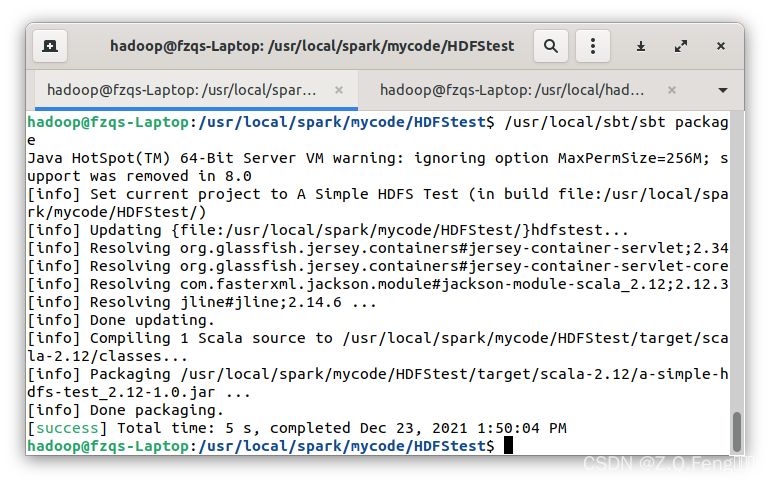 hadoop@fzqs-Laptop: /usr/local/spark/mycode/HDFStest
hadoop@fzqs-Laptop: /usr/local/spar…
hadoop@fzqs-Laptop: /usr/local/had…
hadoop@fzqs-Laptop:/usr/local/spark/mycode/HDFStest$ /usr/local/sbt/sbt packag
e
Java HotSpot(TM) 64-Bit Server VM warning: ignoring option MaxPermSize=256M; s
upport was removed in 8.0
[info] Set current project to A Simple HDFS Test (in build file:/usr/local/spa
rk/mycode/HDFStest/)
[info] Updating {file:/usr/local/spark/mycode/HDFStest/}hdfstest...
[info] Resolving org.glassfish.jersey.containers#jersey-container-servlet;2.34
[info] Resolving org.glassfish.jersey.containers#jersey-container-servlet-core
[info] Resolving com.fasterxml.jackson.module#jackson-module-scala_2.12;2.12.3
[info] Resolving jline#jline;2.14.6 ...
[info] Done updating.
[info] Compiling 1 Scala source to /usr/local/spark/mycode/HDFStest/target/sca
la-2.12/classes...
[info] Packaging /usr/local/spark/mycode/HDFStest/target/scala-2.12/a-simple-h
dfs-test_2.12-1.0.jar ...
[info] Done packaging.
[success] Total time: 5 s, completed Dec 23, 2021 1:50:04 PM
hadoop@fzqs-Laptop:/usr/local/spark/mycode/HDFStest$
CSDN @Z.Q.Feng